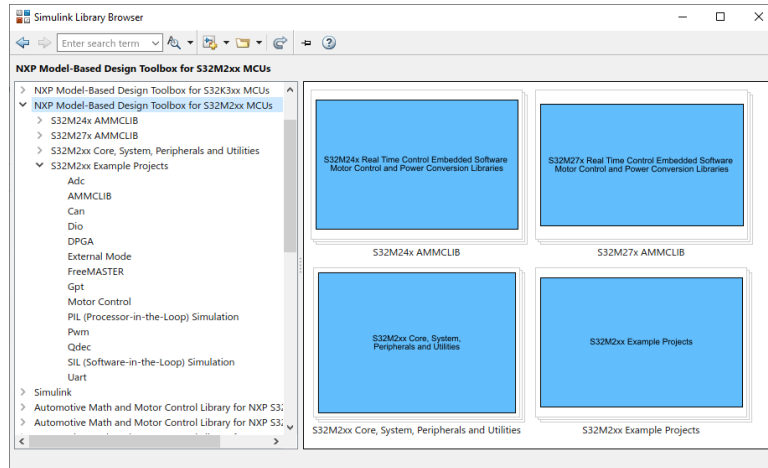 Simulink Library Browser
Enter search term
NXP Model-Based Design Toolbox for S32M2xx MCUs
NXP Model-Based Design Toolbox for S32K3xx MCUs
NXP Model-Based Design Toolbox for S32M2xx MCUs
S32M24x AMMCLIB
S32M27x AMMCLIB
S32M2xx Core, System, Peripherals and Utilities
S32M2xx Example Projects
Adc
AMMCLIB
Can
Dio
DPGA
External Mode
FreeMASTER
Gpt
Motor Control
PIL (Processor-in-the-Loop) Simulation
Pwm
Qdec
SIL (Software-in-the-Loop) Simulation
Uart
Simulink
Automotive Math and Motor Control Library for NXP S32
Automotive Math and Motor Control Library for NXP S32
S32M24x Real Time Control Embedded Software
Motor Control and Power Conversion Libraries
S32M24x AMMCLIB
S32M27x Real Time Control Embedded Software
Motor Control and Power Conversion Libraries
S32M27x AMMCLIB
S32M2xx Core, System,
Peripherals and Utilities
S32M2xx Core, System, Peripherals and Utilities
S32M2xx Example Projects
S32M2xx Example Projects